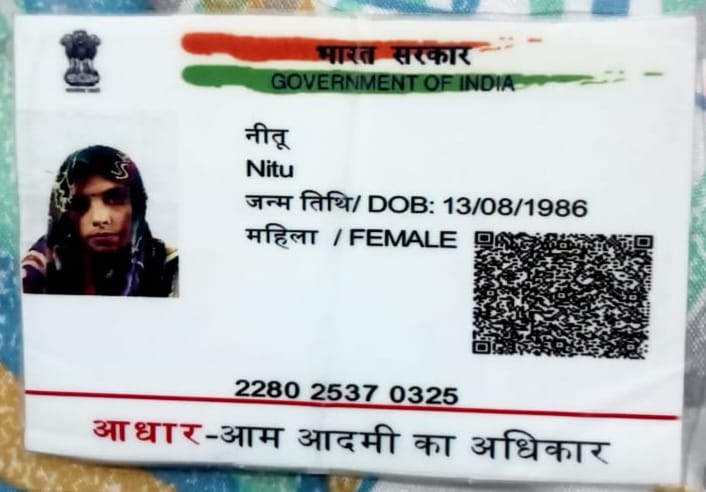 भारत सरकार
GOVERNMENT OF INDIA
नीतू
Nitu
जन्म तिथि/ DOB: 13/08/1986
महिला / FEMALE
2280 2537 0325
आधार-आम आदमी का अधिकार